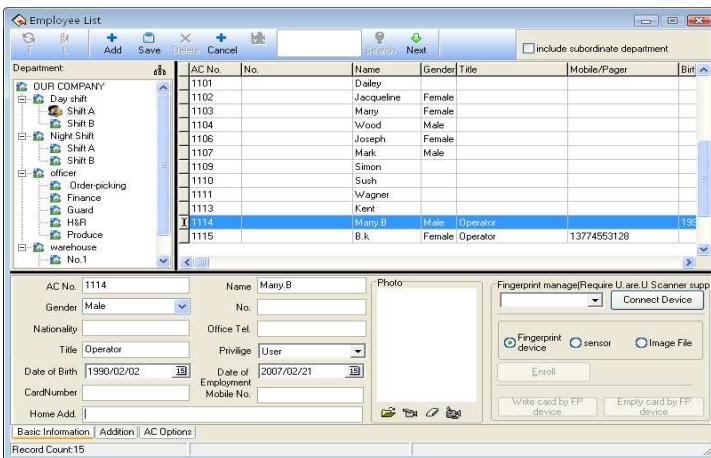 Employee List
Add Save Delete Cancel Search Next
include subordinate department
Department:
OUR COMPANY
Day shift
Shift A
Shift B
Night Shift
Shift A
Shift B
officer
Order-picking
Finance
Guard
H&R
Produce
warehouse
No.1
AC No. No. Name Gender Title Mobile/Pager Birt
1101 Dailey
1102 Jacqueline Female
1103 Marry Female
1104 Wood Male
1106 Joseph Female
1107 Mark Male
1109 Simon
1110 Sush
1111 Wagner
1113 Kent
1114 Marry.B Male Operator 199
1115 B.k Female Operator 13774553128
AC No. 1114 Name Marry.B
Gender Male No.
Nationality Office Tel.
Title Operator Privilige User
Date of Birth 1990/02/02 15 Date of Employment 2007/02/21 15
CardNumber Mobile No.
Home Add.
Photo
Fingerprint manage(Require U.are.U Scanner supp
Connect Device
Fingerprint device sensor Image File
Enroll
Write card by FP device Empty card by FP device
Basic Information Addition AC Options
Record Count:15